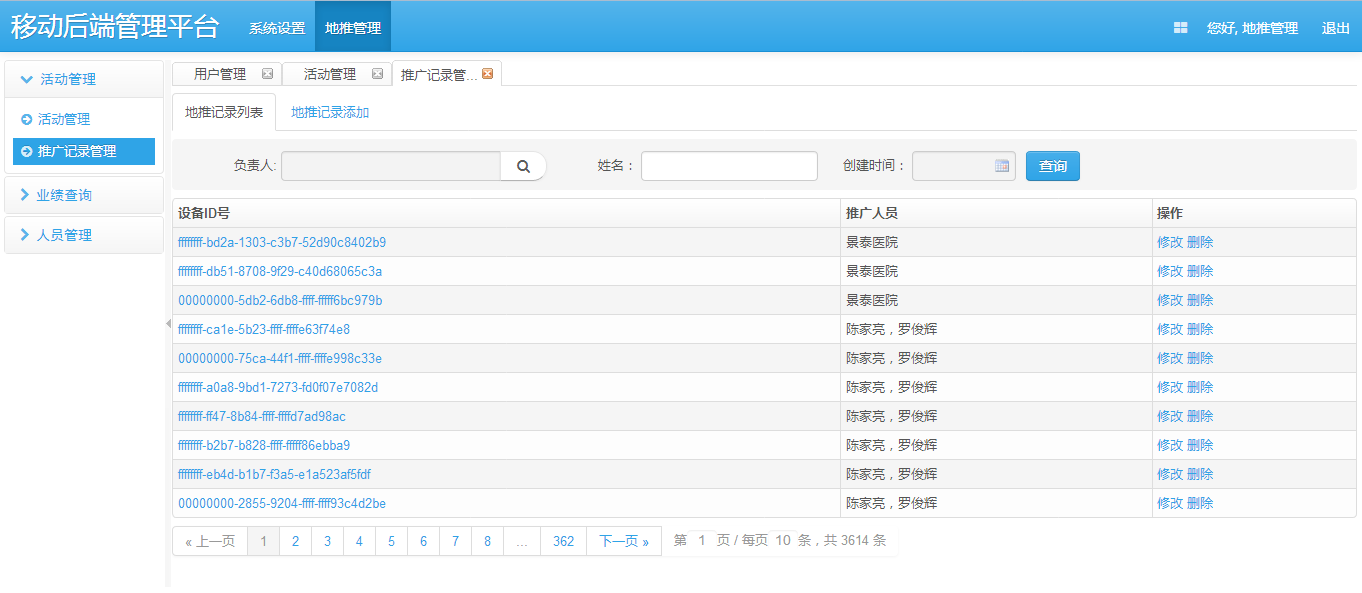 移动后端管理平台 系统设置 地推管理 您好, 地推管理 退出
活动管理
活动管理
推广记录管理
业绩查询
人员管理
用户管理 活动管理 推广记录管...
地推记录列表 地推记录添加
负责人: 姓名： 创建时间： 查询
设备ID号 推广人员 操作
ffffffff-bd2a-1303-c3b7-52d90c8402b9 景泰医院 修改 删除
ffffffff-db51-8708-9f29-c40d68065c3a 景泰医院 修改 删除
00000000-5db2-6db8-ffff-fffff6bc979b 景泰医院 修改 删除
ffffffff-ca1e-5b23-ffff-ffffe63f74e8 陈家亮，罗俊辉 修改 删除
00000000-75ca-44f1-ffff-ffffe998c33e 陈家亮，罗俊辉 修改 删除
ffffffff-a0a8-9bd1-7273-fd0f07e7082d 陈家亮，罗俊辉 修改 删除
ffffffff-ff47-8b84-ffff-ffffd7ad98ac 陈家亮，罗俊辉 修改 删除
ffffffff-b2b7-b828-ffff-fffff86ebba9 陈家亮，罗俊辉 修改 删除
ffffffff-eb4d-b1b7-f3a5-e1a523af5fdf 陈家亮，罗俊辉 修改 删除
00000000-2855-9204-ffff-ffff93c4d2be 陈家亮，罗俊辉 修改 删除
« 上一页 1 2 3 4 5 6 7 8 ... 362 下一页 » 第 1 页 / 每页 10 条，共 3614 条